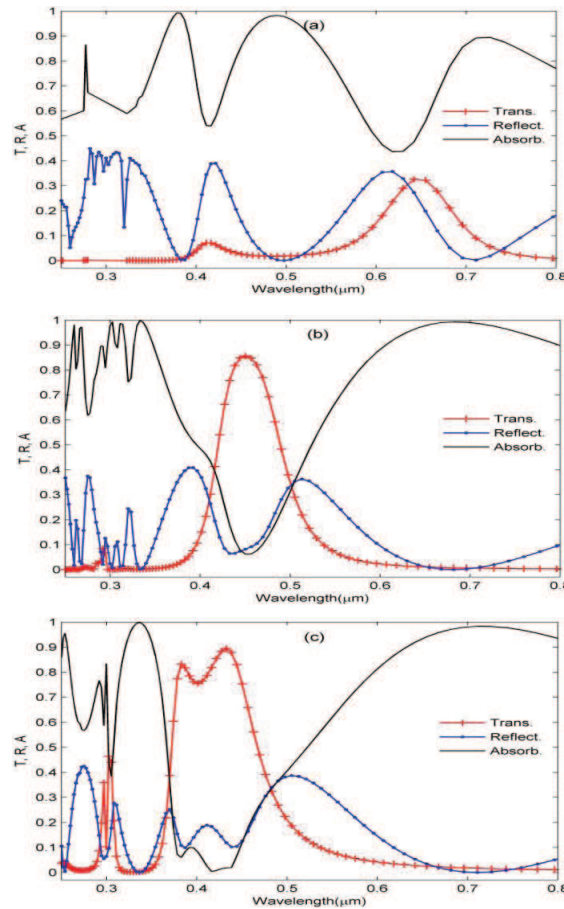 1
(a)
0.9
0.8
0.7
0.6
0.5
0.4
0.3
0.2
0.1
0
T, R, A
Trans.
Reflect.
Absorb.
0.3 0.4 0.5 0.6 0.7 0.8
Wavelength(μm)
1
(b)
0.9
0.8
0.7
0.6
0.5
0.4
0.3
0.2
0.1
0
T, R, A
Trans.
Reflect.
Absorb.
0.3 0.4 0.5 0.6 0.7 0.8
Wavelength(μm)
1
(c)
0.9
0.8
0.7
0.6
0.5
0.4
0.3
0.2
0.1
0
T, R, A
Trans.
Reflect.
Absorb.
0.3 0.4 0.5 0.6 0.7 0.8
Wavelength(μm)